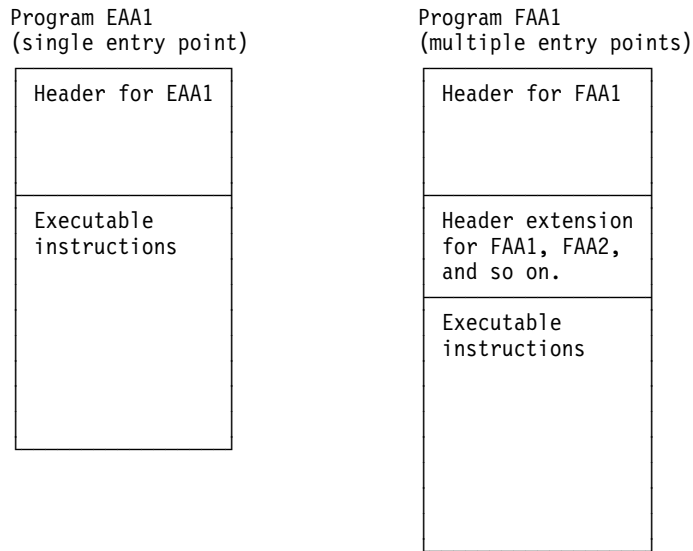 Program EAA1
(single entry point)
Header for EAA1
Executable
instructions
Program FAA1
(multiple entry points)
Header for FAA1
Header extension
for FAA1, FAA2,
and so on.
Executable
instructions